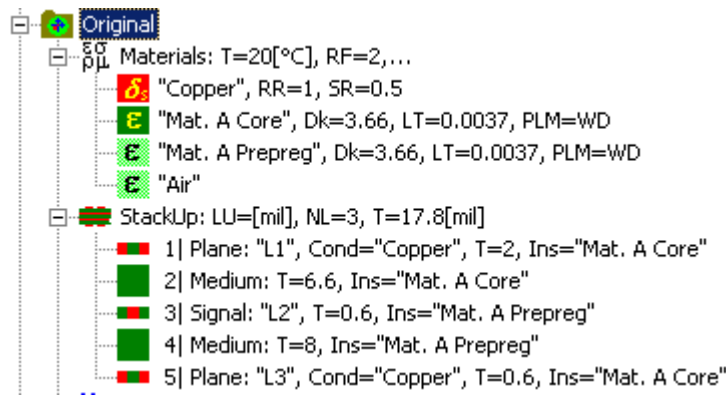 Original
εσ ρμ Materials: T=20[°C], RF=2,...
δs "Copper", RR=1, SR=0.5
ε "Mat. A Core", Dk=3.66, LT=0.0037, PLM=WD
ε "Mat. A Prepreg", Dk=3.66, LT=0.0037, PLM=WD
ε "Air"
StackUp: LU=[mil], NL=3, T=17.8[mil]
1| Plane: "L1", Cond="Copper", T=2, Ins="Mat. A Core"
2| Medium: T=6.6, Ins="Mat. A Core"
3| Signal: "L2", T=0.6, Ins="Mat. A Prepreg"
4| Medium: T=8, Ins="Mat. A Prepreg"
5| Plane: "L3", Cond="Copper", T=0.6, Ins="Mat. A Core"